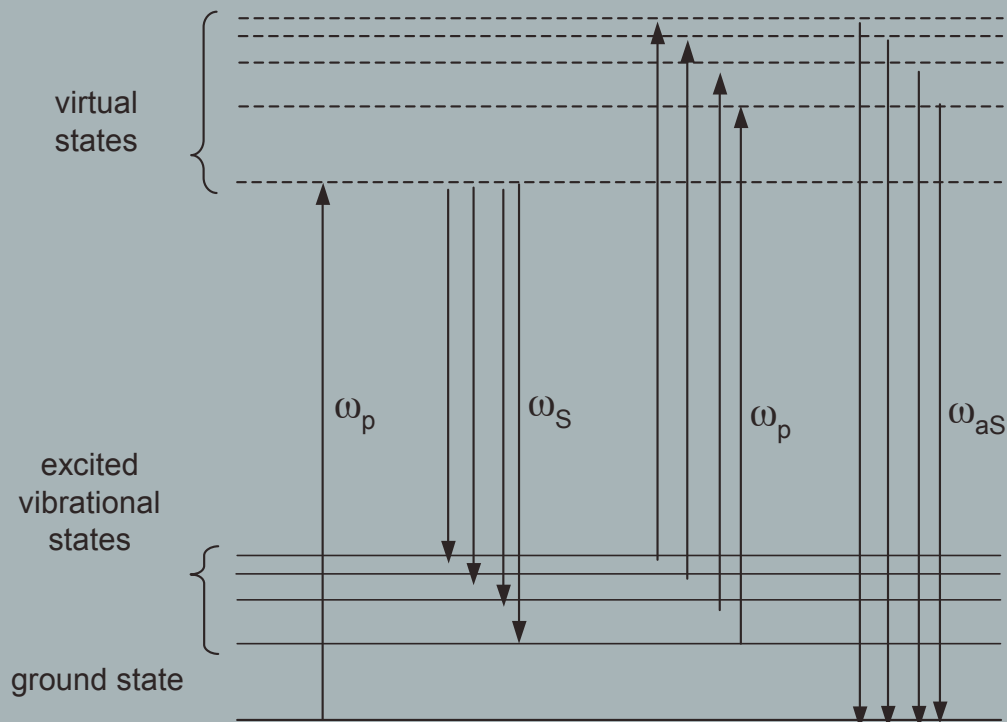 virtual
states
ω_p
ω_S
ω_p
ω_aS
excited
vibrational
states
ground state